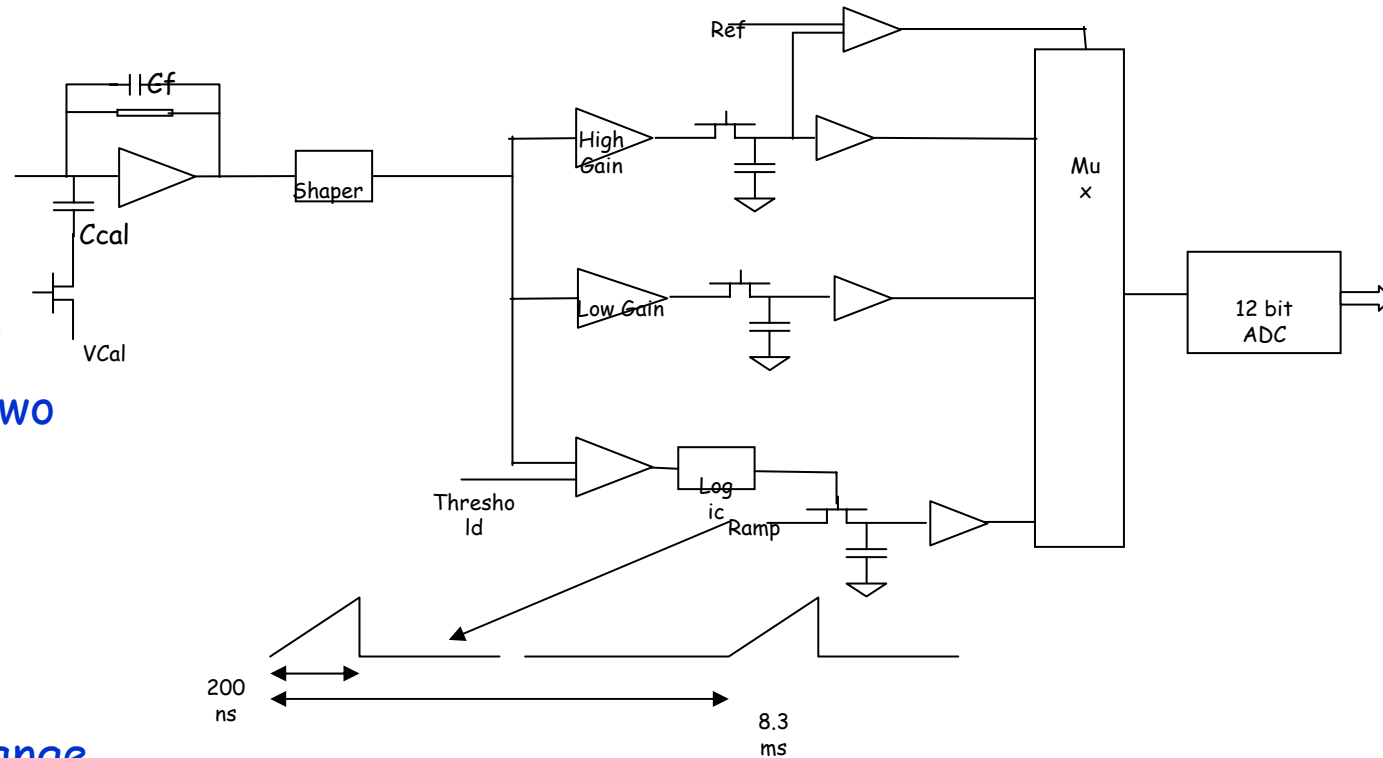 Ref
Cf
High
Gain
Mu
x
Shaper
Ccal
Low Gain
12 bit
ADC
VCal
wo
Thresho
ld
Log
ic
Ramp
200
ns
8.3
ms